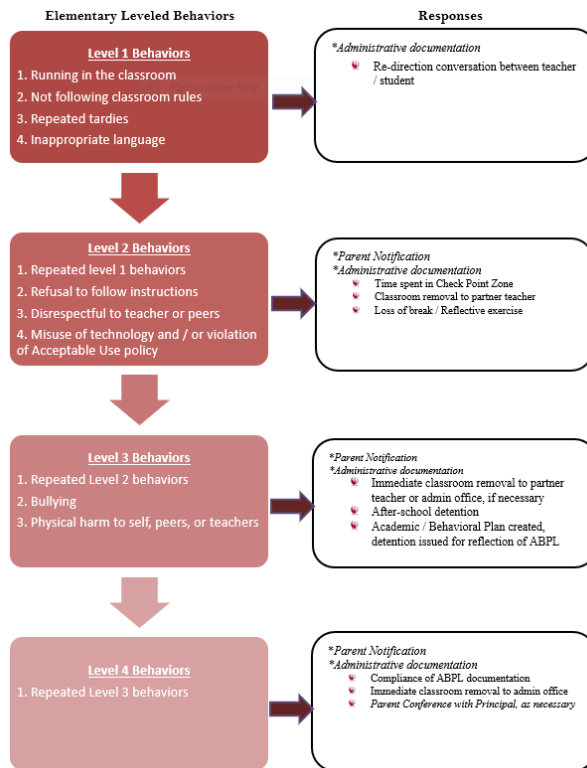 Elementary Leveled Behaviors
Responses
Level 1 Behaviors
1. Running in the classroom
2. Not following classroom rules
3. Repeated tardies
4. Inappropriate language
*Administrative documentation
Re-direction conversation between teacher
/ student
Level 2 Behaviors
1. Repeated level 1 behaviors
2. Refusal to follow instructions
3. Disrespectful to teacher or peers
4. Misuse of technology and / or violation
of Acceptable Use policy
*Parent Notification
*Administrative documentation
Time spent in Check Point Zone
Classroom removal to partner teacher
Loss of break / Reflective exercise
Level 3 Behaviors
1. Repeated Level 2 behaviors
2. Bullying
3. Physical harm to self, peers, or teachers
*Parent Notification
*Administrative documentation
Immediate classroom removal to partner
teacher or admin office, if necessary
After-school detention
Academic / Behavioral Plan created,
detention issued for reflection of ABPL
Level 4 Behaviors
1. Repeated Level 3 behaviors
*Parent Notification
*Administrative documentation
Compliance of ABPL documentation
Immediate classroom removal to admin office
Parent Conference with Principal, as necessary